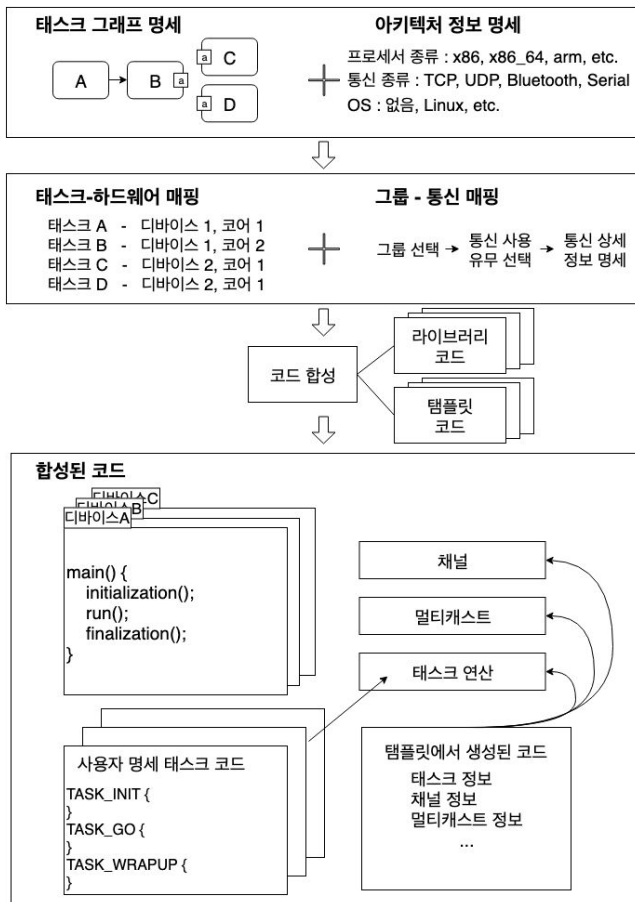 태스크 그래프 명세
A
B
a
a
C
a
D
아키텍처 정보 명세
프로세서 종류 : x86, x86_64, arm, etc.
통신 종류 : TCP, UDP, Bluetooth, Serial
OS : 없음, Linux, etc.
태스크-하드웨어 매핑
태스크 A - 디바이스 1, 코어 1
태스크 B - 디바이스 1, 코어 2
태스크 C - 디바이스 2, 코어 1
태스크 D - 디바이스 2, 코어 1
그룹 - 통신 매핑
그룹 선택
통신 사용
유무 선택
통신 상세
정보 명세
코드 합성
라이브러리
코드
탬플릿
코드
합성된 코드
디바이스C
디바이스B
디바이스A
main() {
initialization();
run();
finalization();
}
채널
멀티캐스트
태스크 연산
사용자 명세 태스크 코드
TASK_INIT {
}
TASK_GO {
}
TASK_WRAPUP {
}
탬플릿에서 생성된 코드
태스크 정보
채널 정보
멀티캐스트 정보
...